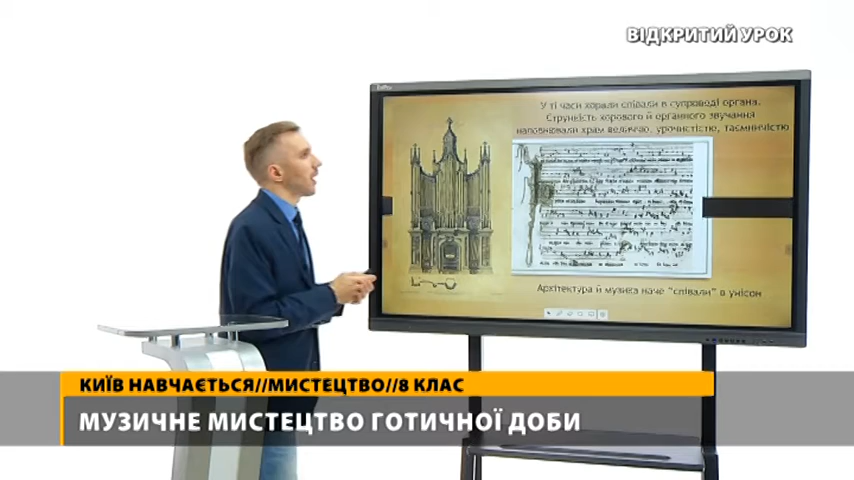 ВІДКРИТИЙ УРОК
У ті часи хорали співали в супроводі органа.
Стрункість хорового й органного звучання
наповнювали храм величчю, урочистістю, таємничістю
Архітектура й музика наче "співали" в унісон
КИЇВ НАВЧАЄТЬСЯ//МИСТЕЦТВО//8 КЛАС
МУЗИЧНЕ МИСТЕЦТВО ГОТИЧНОЇ ДОБИ